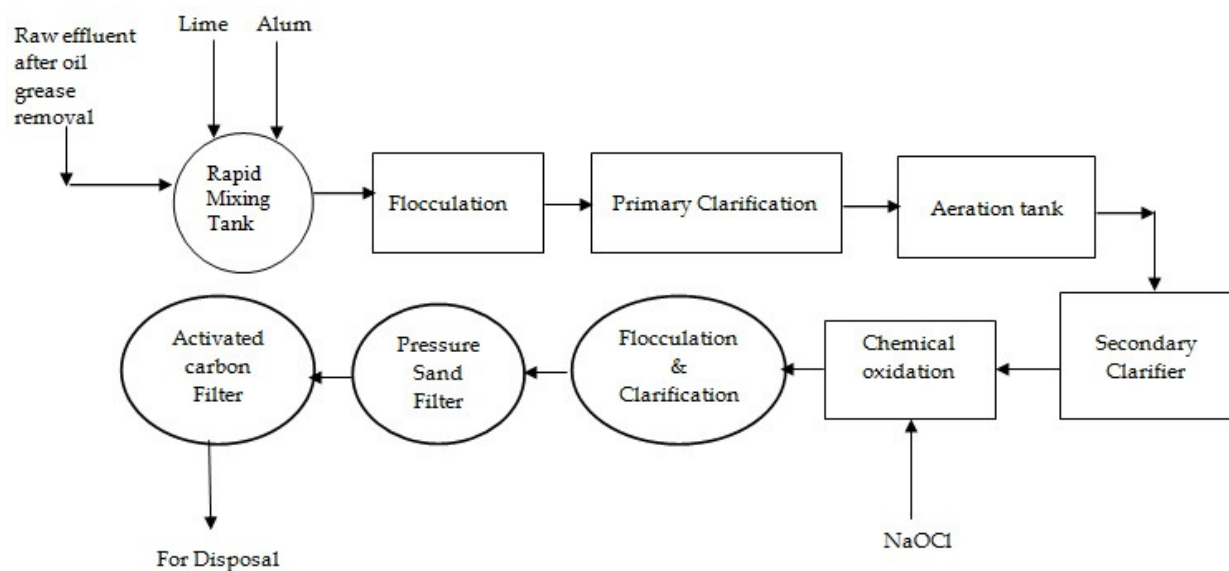 Raw effluent
after oil
grease
removal
Lime
Alum
Rapid
Mixing
Tank
Flocculation
Primary Clarification
Aeration tank
Secondary
Clarifier
Chemical
oxidation
NaOCl
Flocculation
&
Clarification
Pressure
Sand
Filter
Activated
carbon
Filter
For Disposal